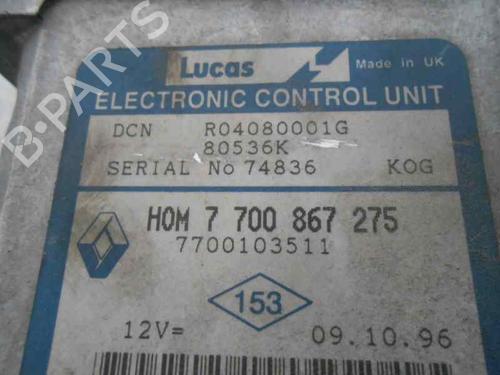 Lucas
Made in UK
ELECTRONIC CONTROL UNIT
DCN R04080001G
80536K
SERIAL No 74836 KOG
HOM 7 700 867 275
7700103511
153
12V= 09.10.96
B-PARTS